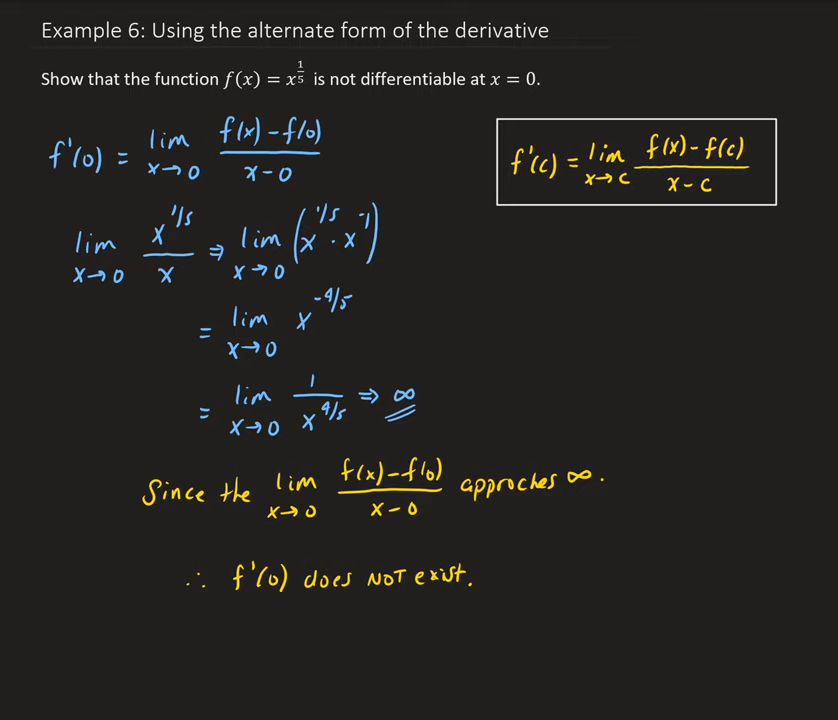 Example 6: Using the alternate form of the derivative
Show that the function f(x) = x^(1/5) is not differentiable at x = 0.
f'(0) = lim x→0 (f(x) - f(0))/(x - 0)
f'(c) = lim x→c (f(x) - f(c))/(x - c)
lim x→0 x^(1/5)/x ⇒ lim x→0 (x^(1/5) · x^(-1))
= lim x→0 x^(-4/5)
= lim x→0 1/x^(4/5) ⇒ ∞
Since the lim x→0 (f(x) - f(0))/(x - 0) approches ∞.
∴ f'(0) does NOT exist.